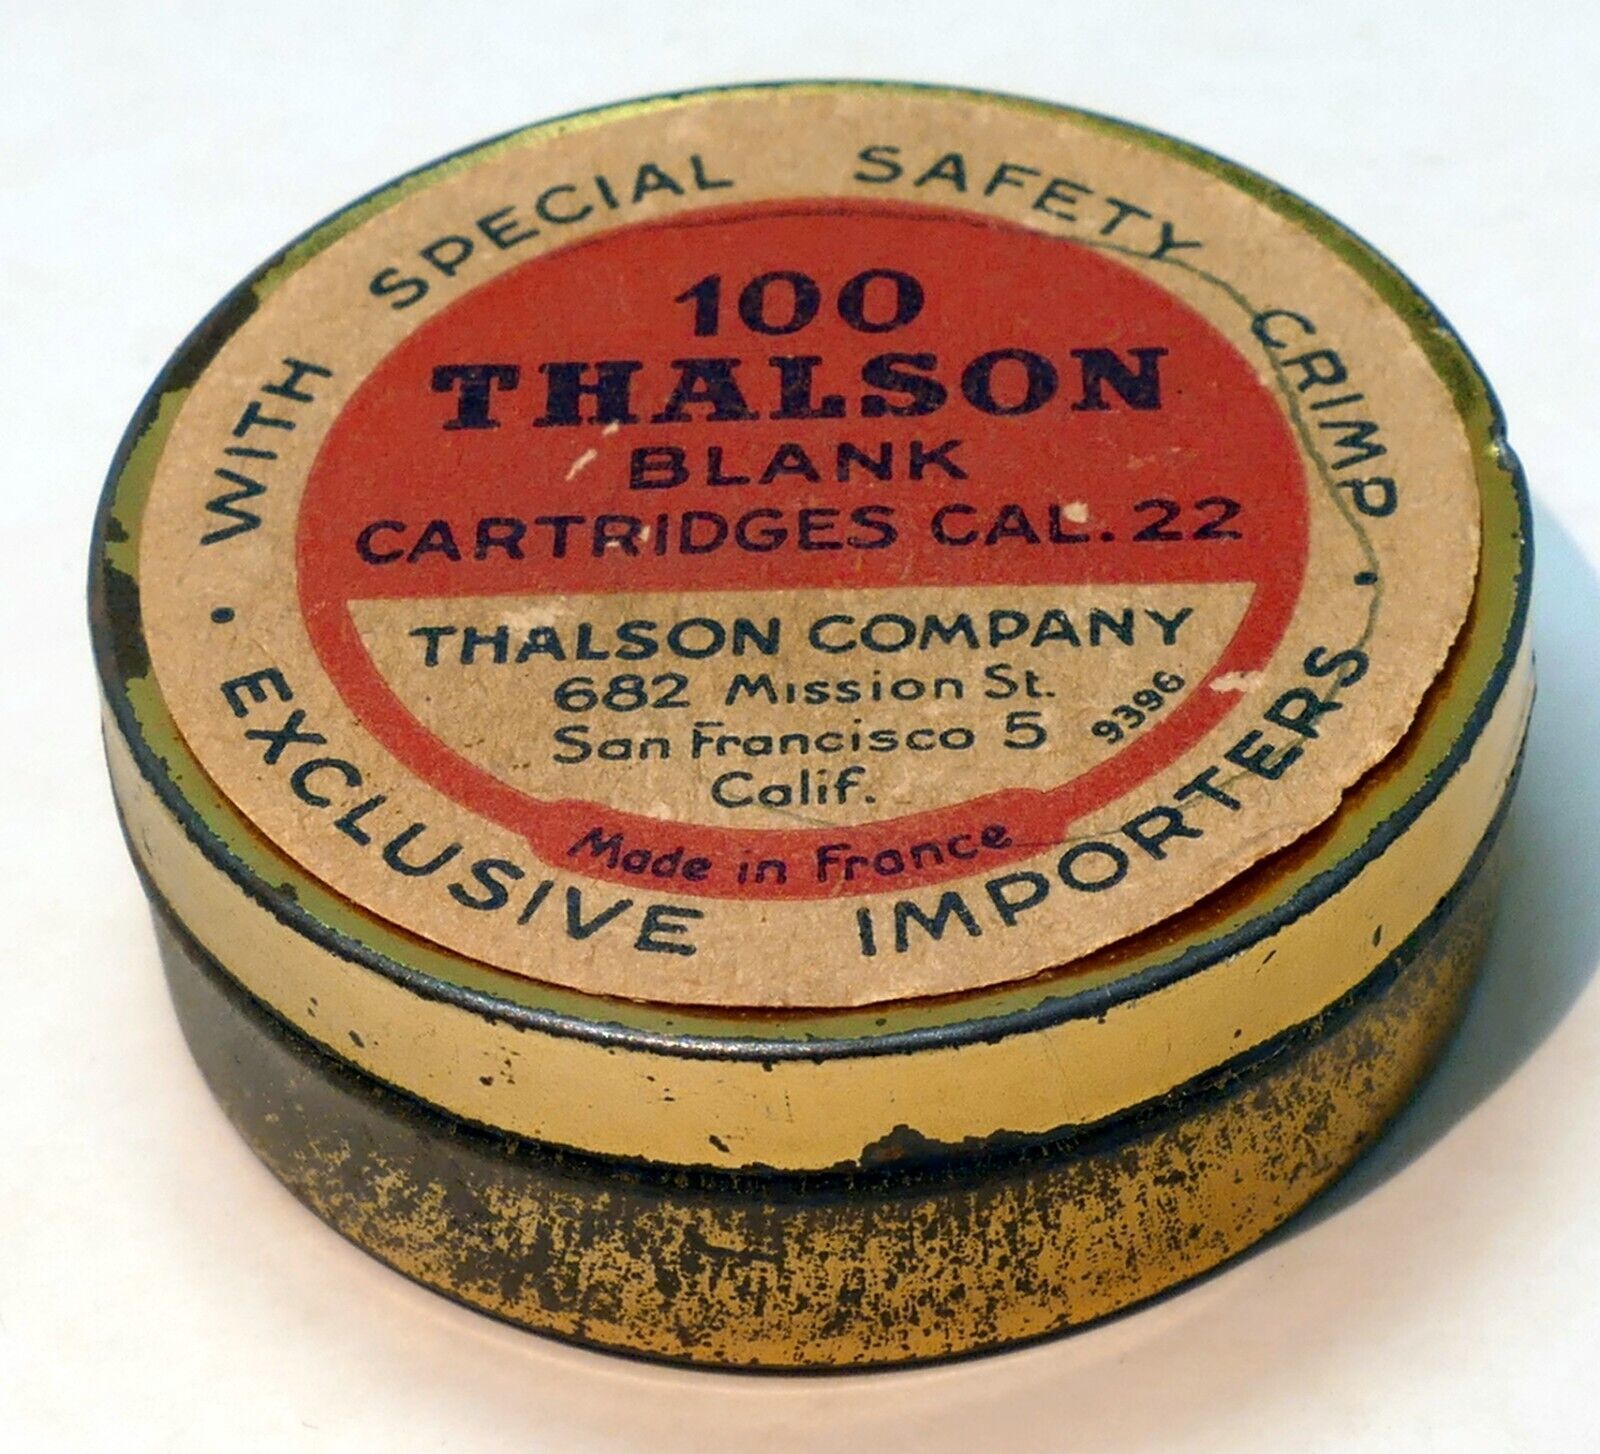 WITH SPECIAL SAFETY CRIMP
100
THALSON
BLANK
CARTRIDGES CAL. 22
THALSON COMPANY
682 Mission St.
San Francisco 5
Calif.
9396
Made in France
• EXCLUSIVE IMPORTERS •